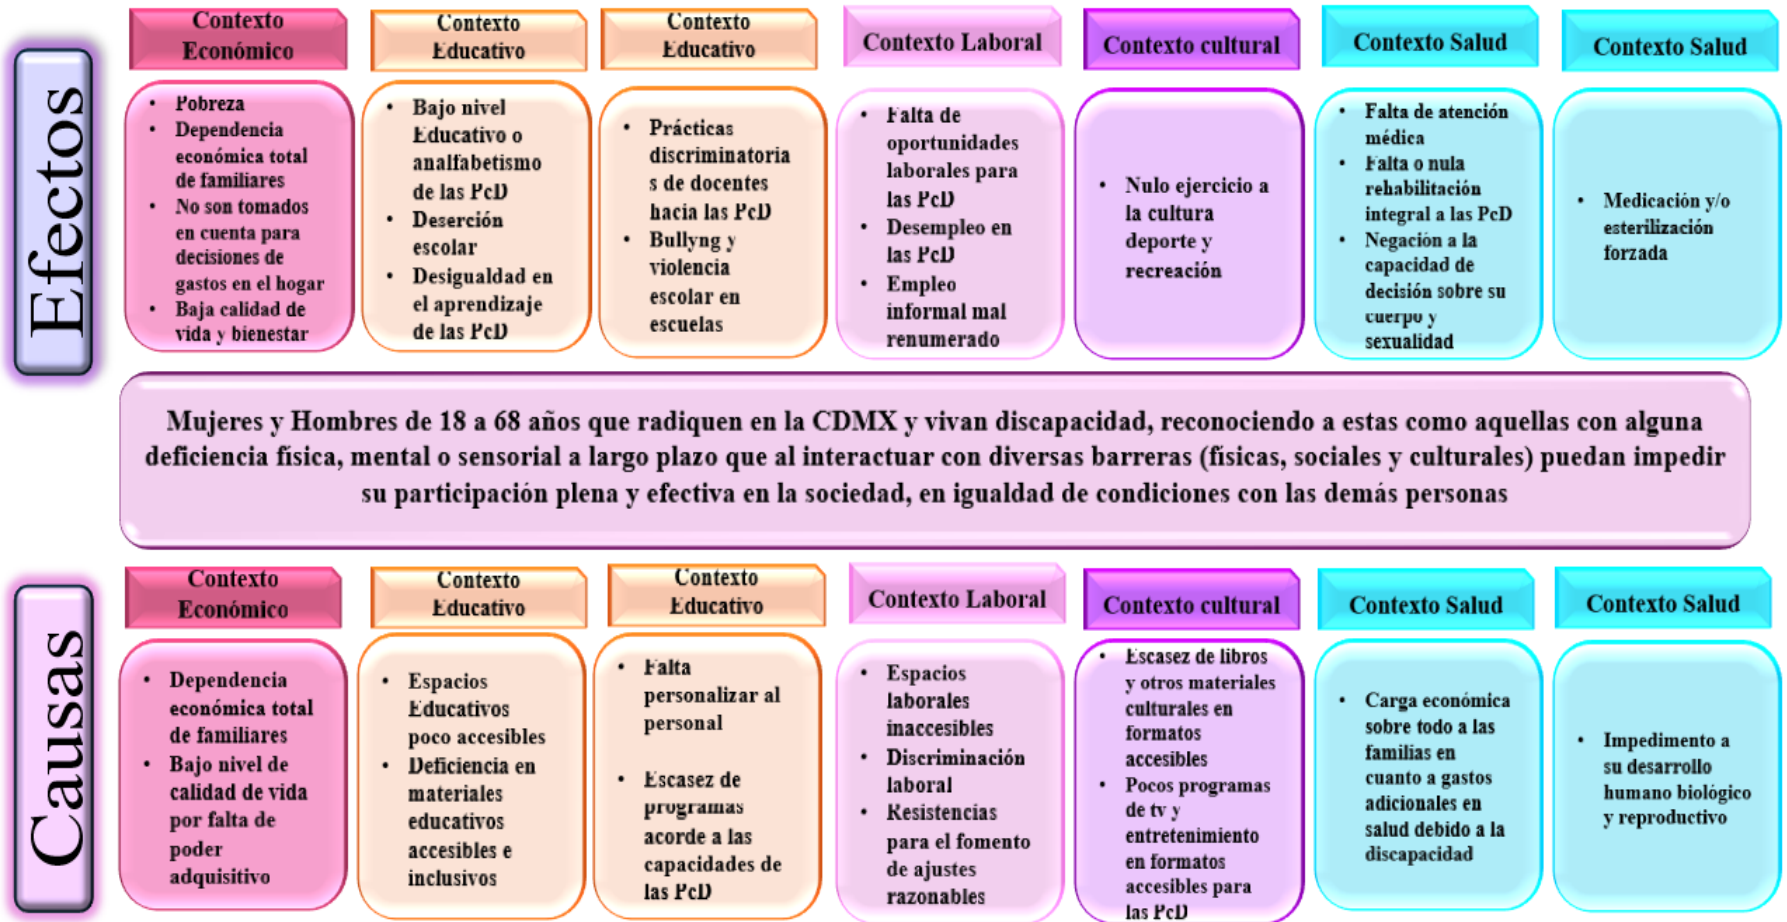 Efectos
Contexto
Económico
• Pobreza
• Dependencia
económica total
de familiares
• No son tomados
en cuenta para
decisiones de
gastos en el hogar
• Baja calidad de
vida y bienestar
Contexto
Educativo
• Bajo nivel
Educativo o
analfabetismo
de las PcD
• Deserción
escolar
• Desigualdad en
el aprendizaje
de las PcD
Contexto
Educativo
• Prácticas
discriminatoria
s de docentes
hacia las PcD
• Bullyng y
violencia
escolar en
escuelas
Contexto Laboral
• Falta de
oportunidades
laborales para
las PcD
• Desempleo en
las PcD
• Empleo
informal mal
renumerado
Contexto cultural
• Nulo ejercicio a
la cultura
deporte y
recreación
Contexto Salud
• Falta de atención
médica
• Falta o nula
rehabilitación
integral a las PcD
• Negación a la
capacidad de
decisión sobre su
cuerpo y
sexualidad
Contexto Salud
• Medicación y/o
esterilización
forzada
Mujeres y Hombres de 18 a 68 años que radiquen en la CDMX y vivan discapacidad, reconociendo a estas como aquellas con alguna
deficiencia física, mental o sensorial a largo plazo que al interactuar con diversas barreras (físicas, sociales y culturales) puedan impedir
su participación plena y efectiva en la sociedad, en igualdad de condiciones con las demás personas
Causas
Contexto
Económico
• Dependencia
económica total
de familiares
• Bajo nivel de
calidad de vida
por falta de
poder
adquisitivo
Contexto
Educativo
• Espacios
Educativos
poco accesibles
• Deficiencia en
materiales
educativos
accesibles e
inclusivos
Contexto
Educativo
• Falta
personalizar al
personal
• Escasez de
programas
acorde a las
capacidades de
las PcD
Contexto Laboral
• Espacios
laborales
inaccesibles
• Discriminación
laboral
• Resistencias
para el fomento
de ajustes
razonables
Contexto cultural
• Escasez de libros
y otros materiales
culturales en
formatos
accesibles
• Pocos programas
de tv y
entretenimiento
en formatos
accesibles para
las PcD
Contexto Salud
• Carga económica
sobre todo a las
familias en
cuanto a gastos
adicionales en
salud debido a la
discapacidad
Contexto Salud
• Impedimento a
su desarrollo
humano biológico
y reproductivo